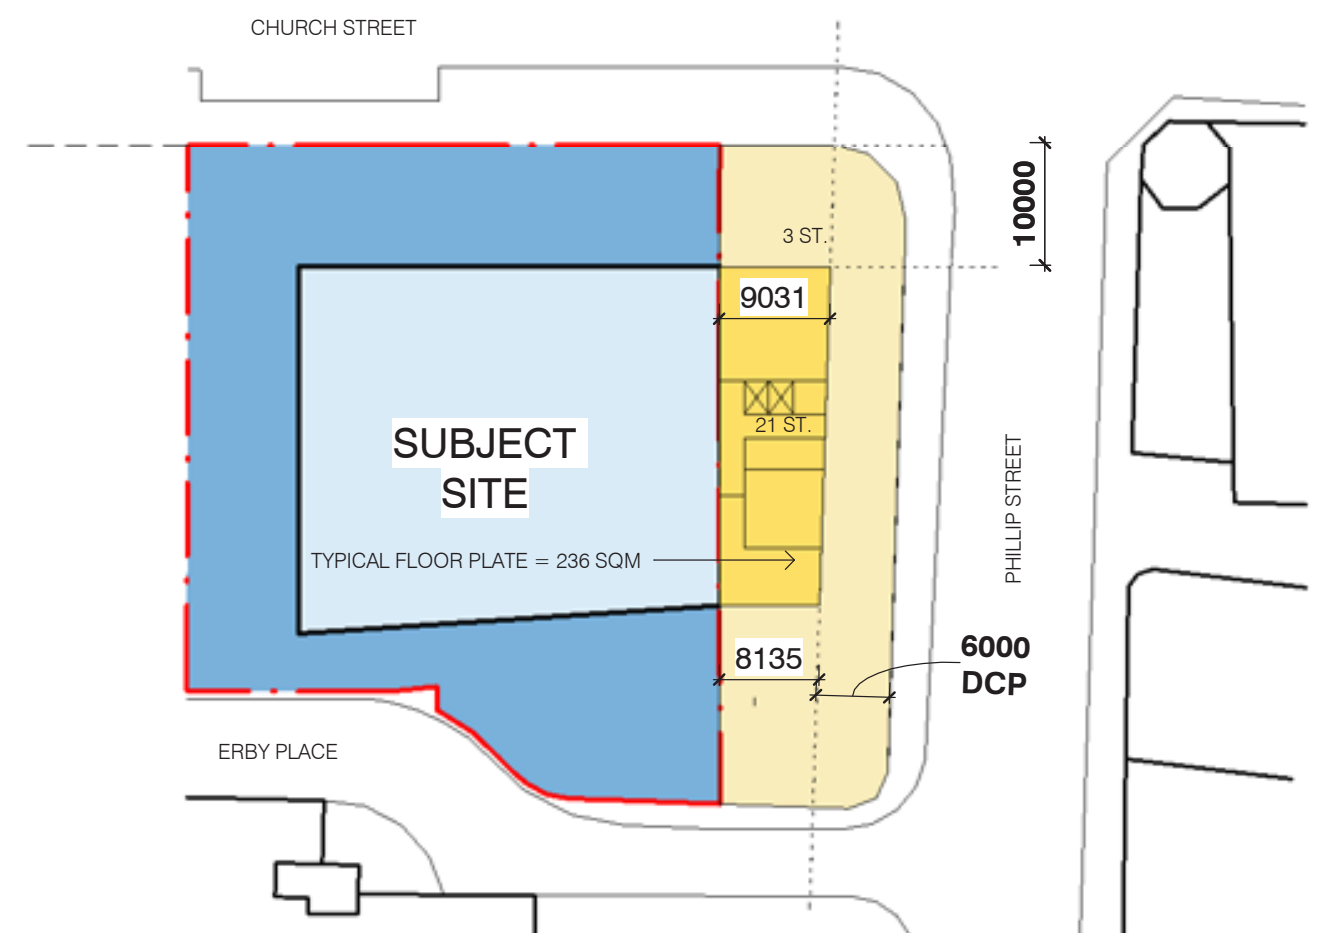 CHURCH STREET
10000
3 ST.
9031
21 ST.
SUBJECT
SITE
PHILLIP STREET
TYPICAL FLOOR PLATE = 236 SQM
8135
6000
DCP
ERBY PLACE